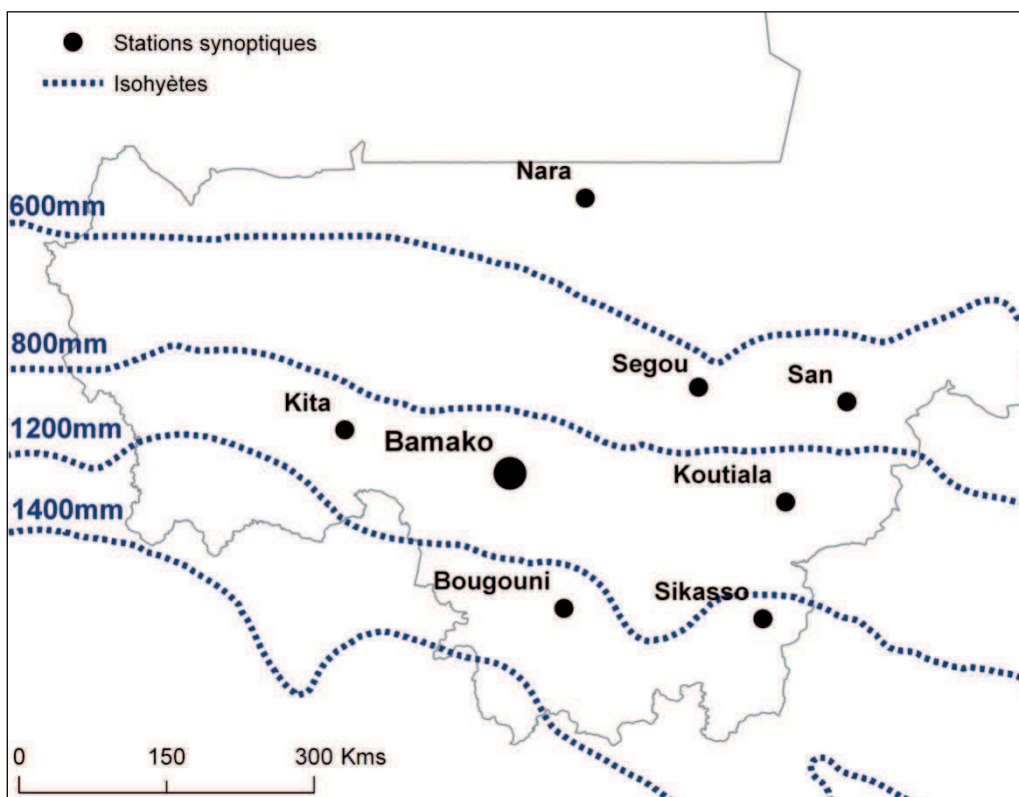 Stations synoptiques
Isohyètes
Nara
600mm
800mm
Segou
San
Kita
1200mm
Bamako
Koutiala
1400mm
Bougouni
Sikasso
0 150 300 Kms